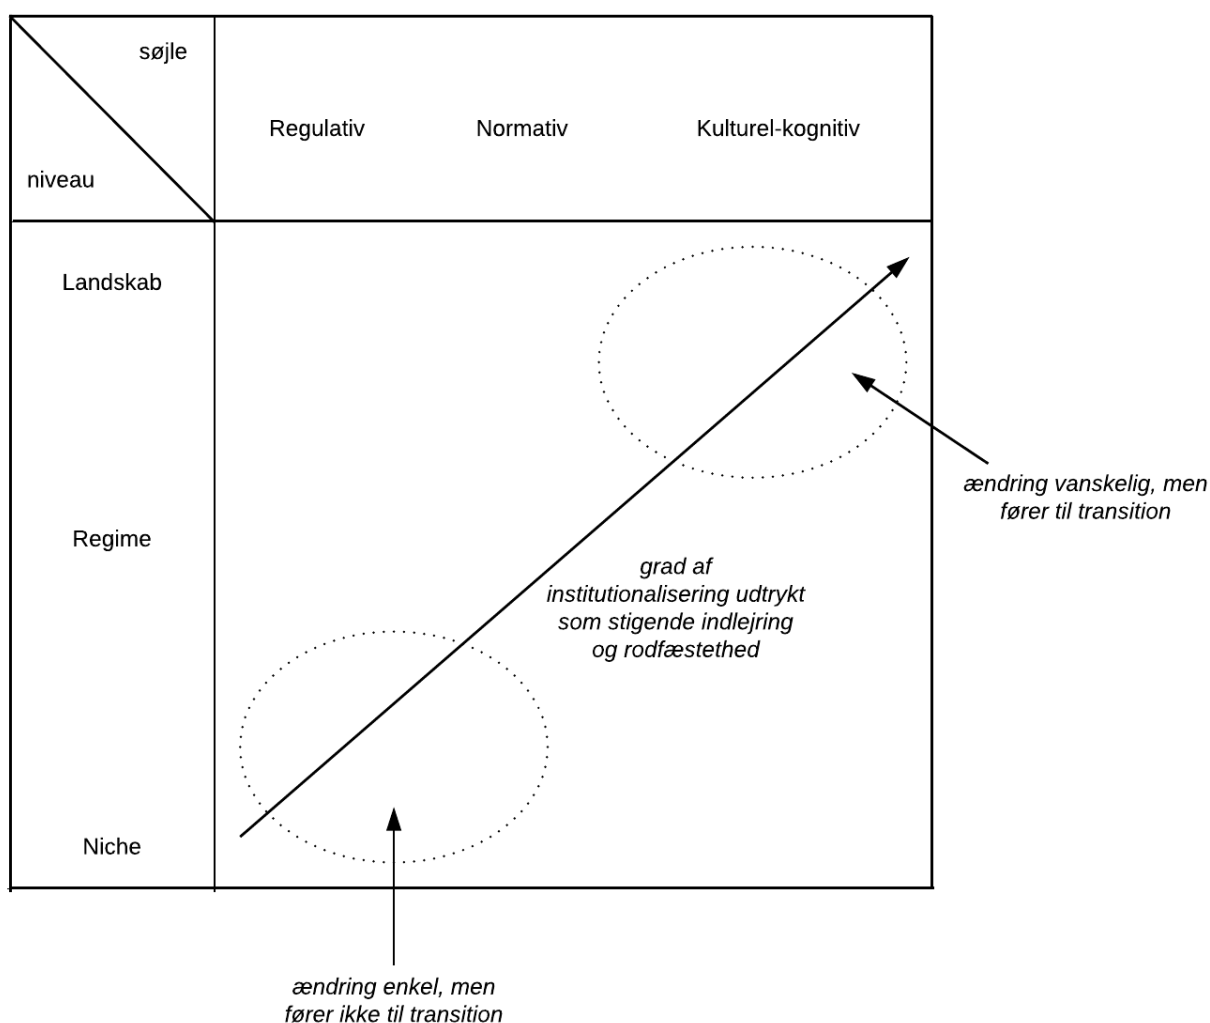 søjle
niveau
Regulativ
Normativ
Kulturel-kognitiv
Landskab
Regime
Niche
ændring vanskelig, men
fører til transition
grad af
institutionalisering udtrykt
som stigende indlejring
og rodfæstethed
ændring enkel, men
fører ikke til transition